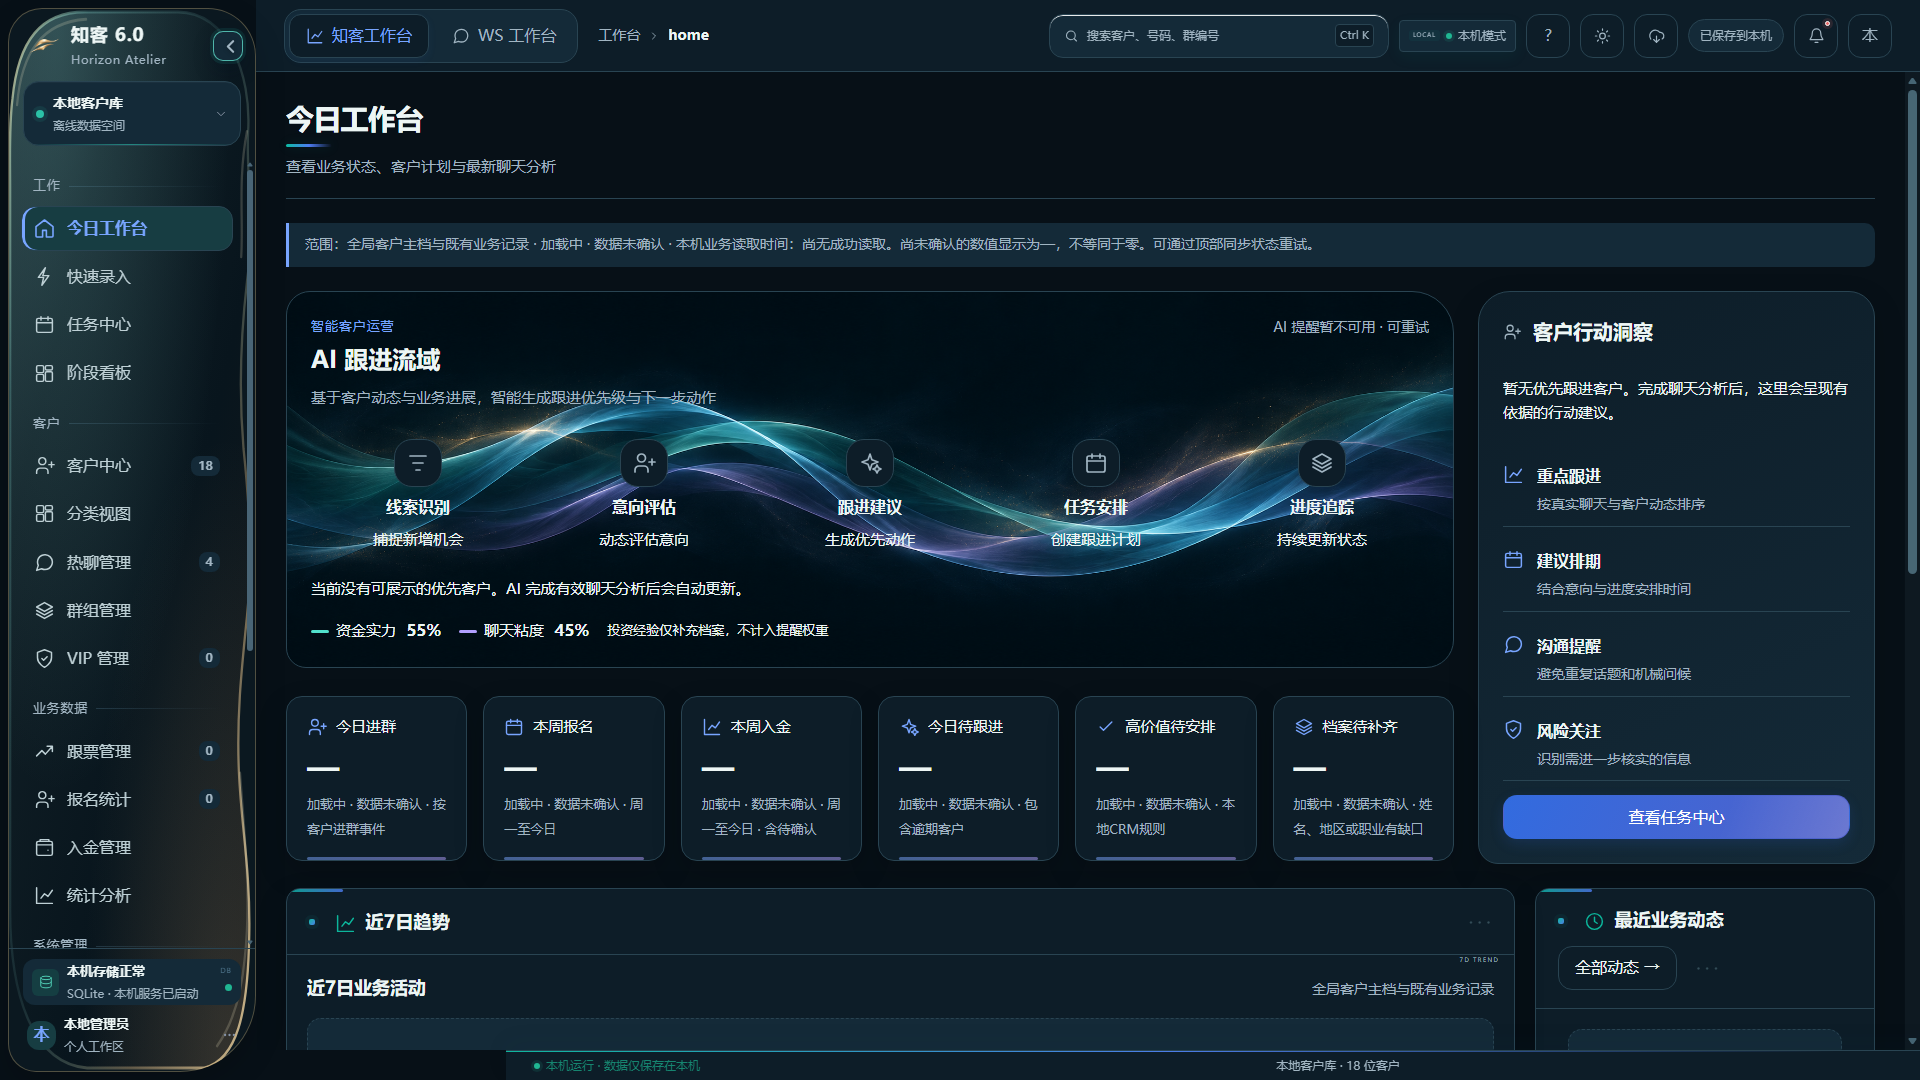 知客 6.0
Horizon Atelier
本地客户库
离线数据空间
工作
今日工作台
快速录入
任务中心
阶段看板
客户
客户中心 18
分类视图
热聊管理 4
群组管理
VIP 管理 0
业务数据
跟票管理 0
报名统计 0
入金管理
统计分析
系统管理
本机存储正常 DB
SQLite · 本机服务已启动
本 本地管理员
个人工作区
知客工作台 WS 工作台 工作台 › home
搜索客户、号码、群编号 Ctrl K
LOCAL 本机模式
?
已保存到本机
本
今日工作台
查看业务状态、客户计划与最新聊天分析
范围：全局客户主档与既有业务记录 · 加载中 · 数据未确认 · 本机业务读取时间：尚无成功读取。尚未确认的数值显示为—，不等同于零。可通过顶部同步状态重试。
智能客户运营
AI 提醒暂不可用 · 可重试
AI 跟进流域
基于客户动态与业务进展，智能生成跟进优先级与下一步动作
线索识别
捕捉新增机会
意向评估
动态评估意向
跟进建议
生成优先动作
任务安排
创建跟进计划
进度追踪
持续更新状态
当前没有可展示的优先客户。AI 完成有效聊天分析后会自动更新。
资金实力 55% 聊天粘度 45% 投资经验仅补充档案，不计入提醒权重
客户行动洞察
暂无优先跟进客户。完成聊天分析后，这里会呈现有
依据的行动建议。
重点跟进
按真实聊天与客户动态排序
建议排期
结合意向与进度安排时间
沟通提醒
避免重复话题和机械问候
风险关注
识别需进一步核实的信息
查看任务中心
今日进群
—
加载中 · 数据未确认 · 按
客户进群事件
本周报名
—
加载中 · 数据未确认 · 周
一至今日
本周入金
—
加载中 · 数据未确认 · 周
一至今日 · 含待确认
今日待跟进
—
加载中 · 数据未确认 · 包
含逾期客户
高价值待安排
—
加载中 · 数据未确认 · 本
地CRM规则
档案待补齐
—
加载中 · 数据未确认 · 姓
名、地区或职业有缺口
近7日趋势 ···
7D TREND
近7日业务活动
全局客户主档与既有业务记录
最近业务动态
全部动态 → ···
本机运行 · 数据仅保存在本机
本地客户库 · 18 位客户